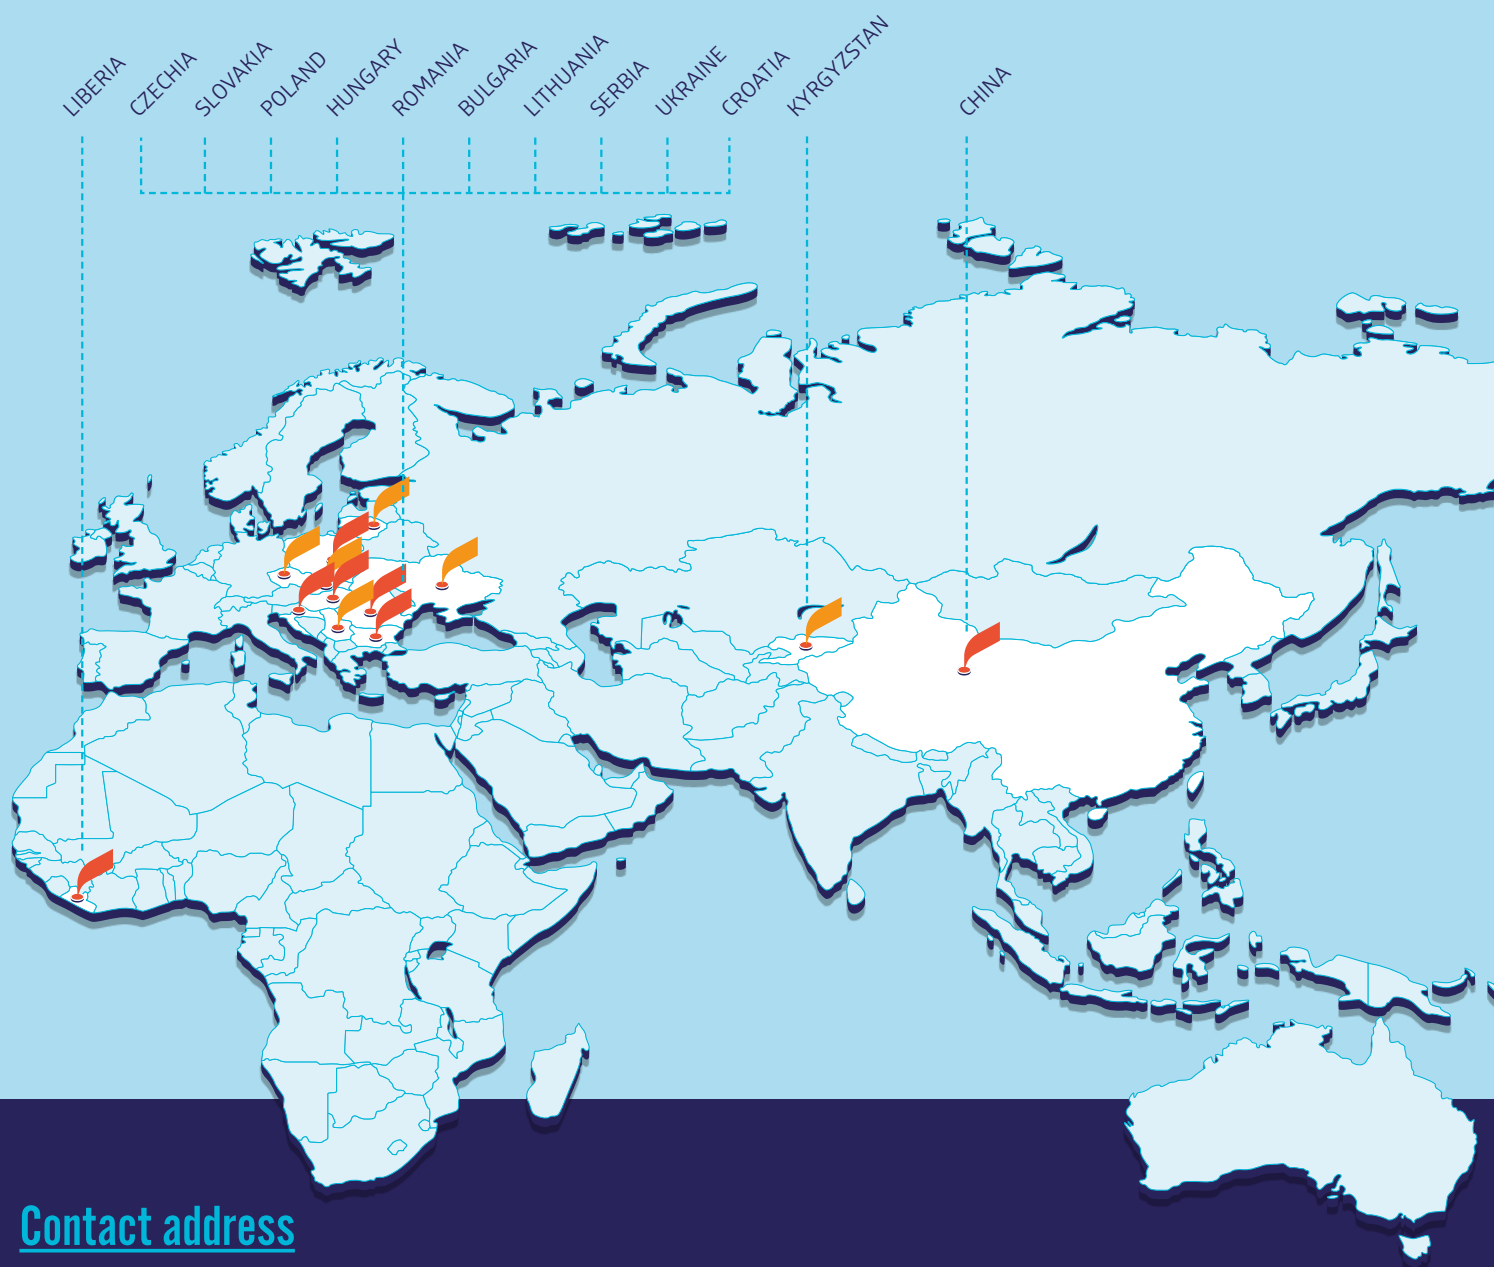 LIBERIA
CZECHIA
SLOVAKIA
POLAND
HUNGARY
ROMANIA
BULGARIA
LITHUANIA
SERBIA
UKRAINE
CROATIA
KYRGYZSTAN
CHINA
Contact address